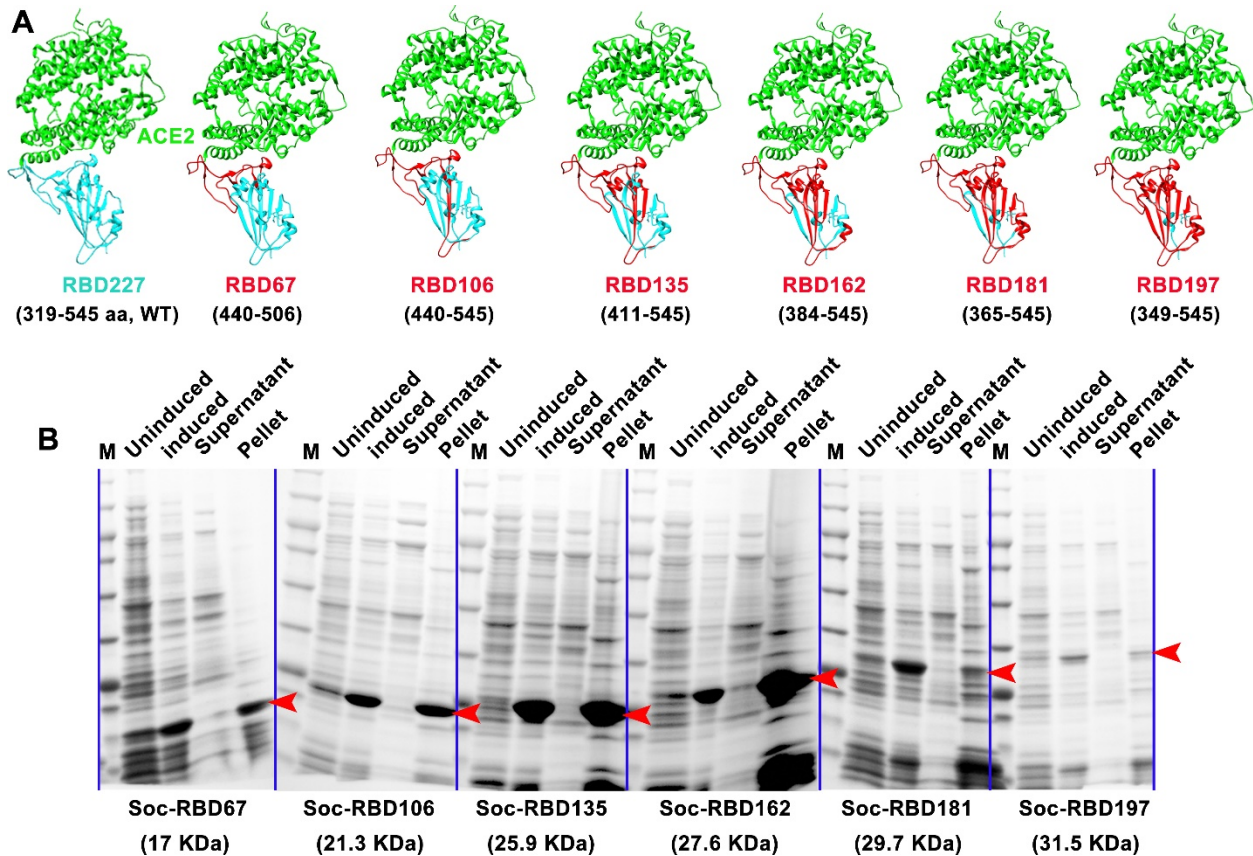 A
ACE2
RBD227 RBD67 RBD106 RBD135 RBD162 RBD181 RBD197
(319-545 aa, WT) (440-506) (440-545) (411-545) (384-545) (365-545) (349-545)
B
M Uninduced induced Supernatant Pellet M Uninduced induced Supernatant Pellet M Uninduced induced Supernatant Pellet M Uninduced induced Supernatant Pellet M Uninduced induced Supernatant Pellet M Uninduced induced Supernatant Pellet
Soc-RBD67 Soc-RBD106 Soc-RBD135 Soc-RBD162 Soc-RBD181 Soc-RBD197
(17 KDa) (21.3 KDa) (25.9 KDa) (27.6 KDa) (29.7 KDa) (31.5 KDa)